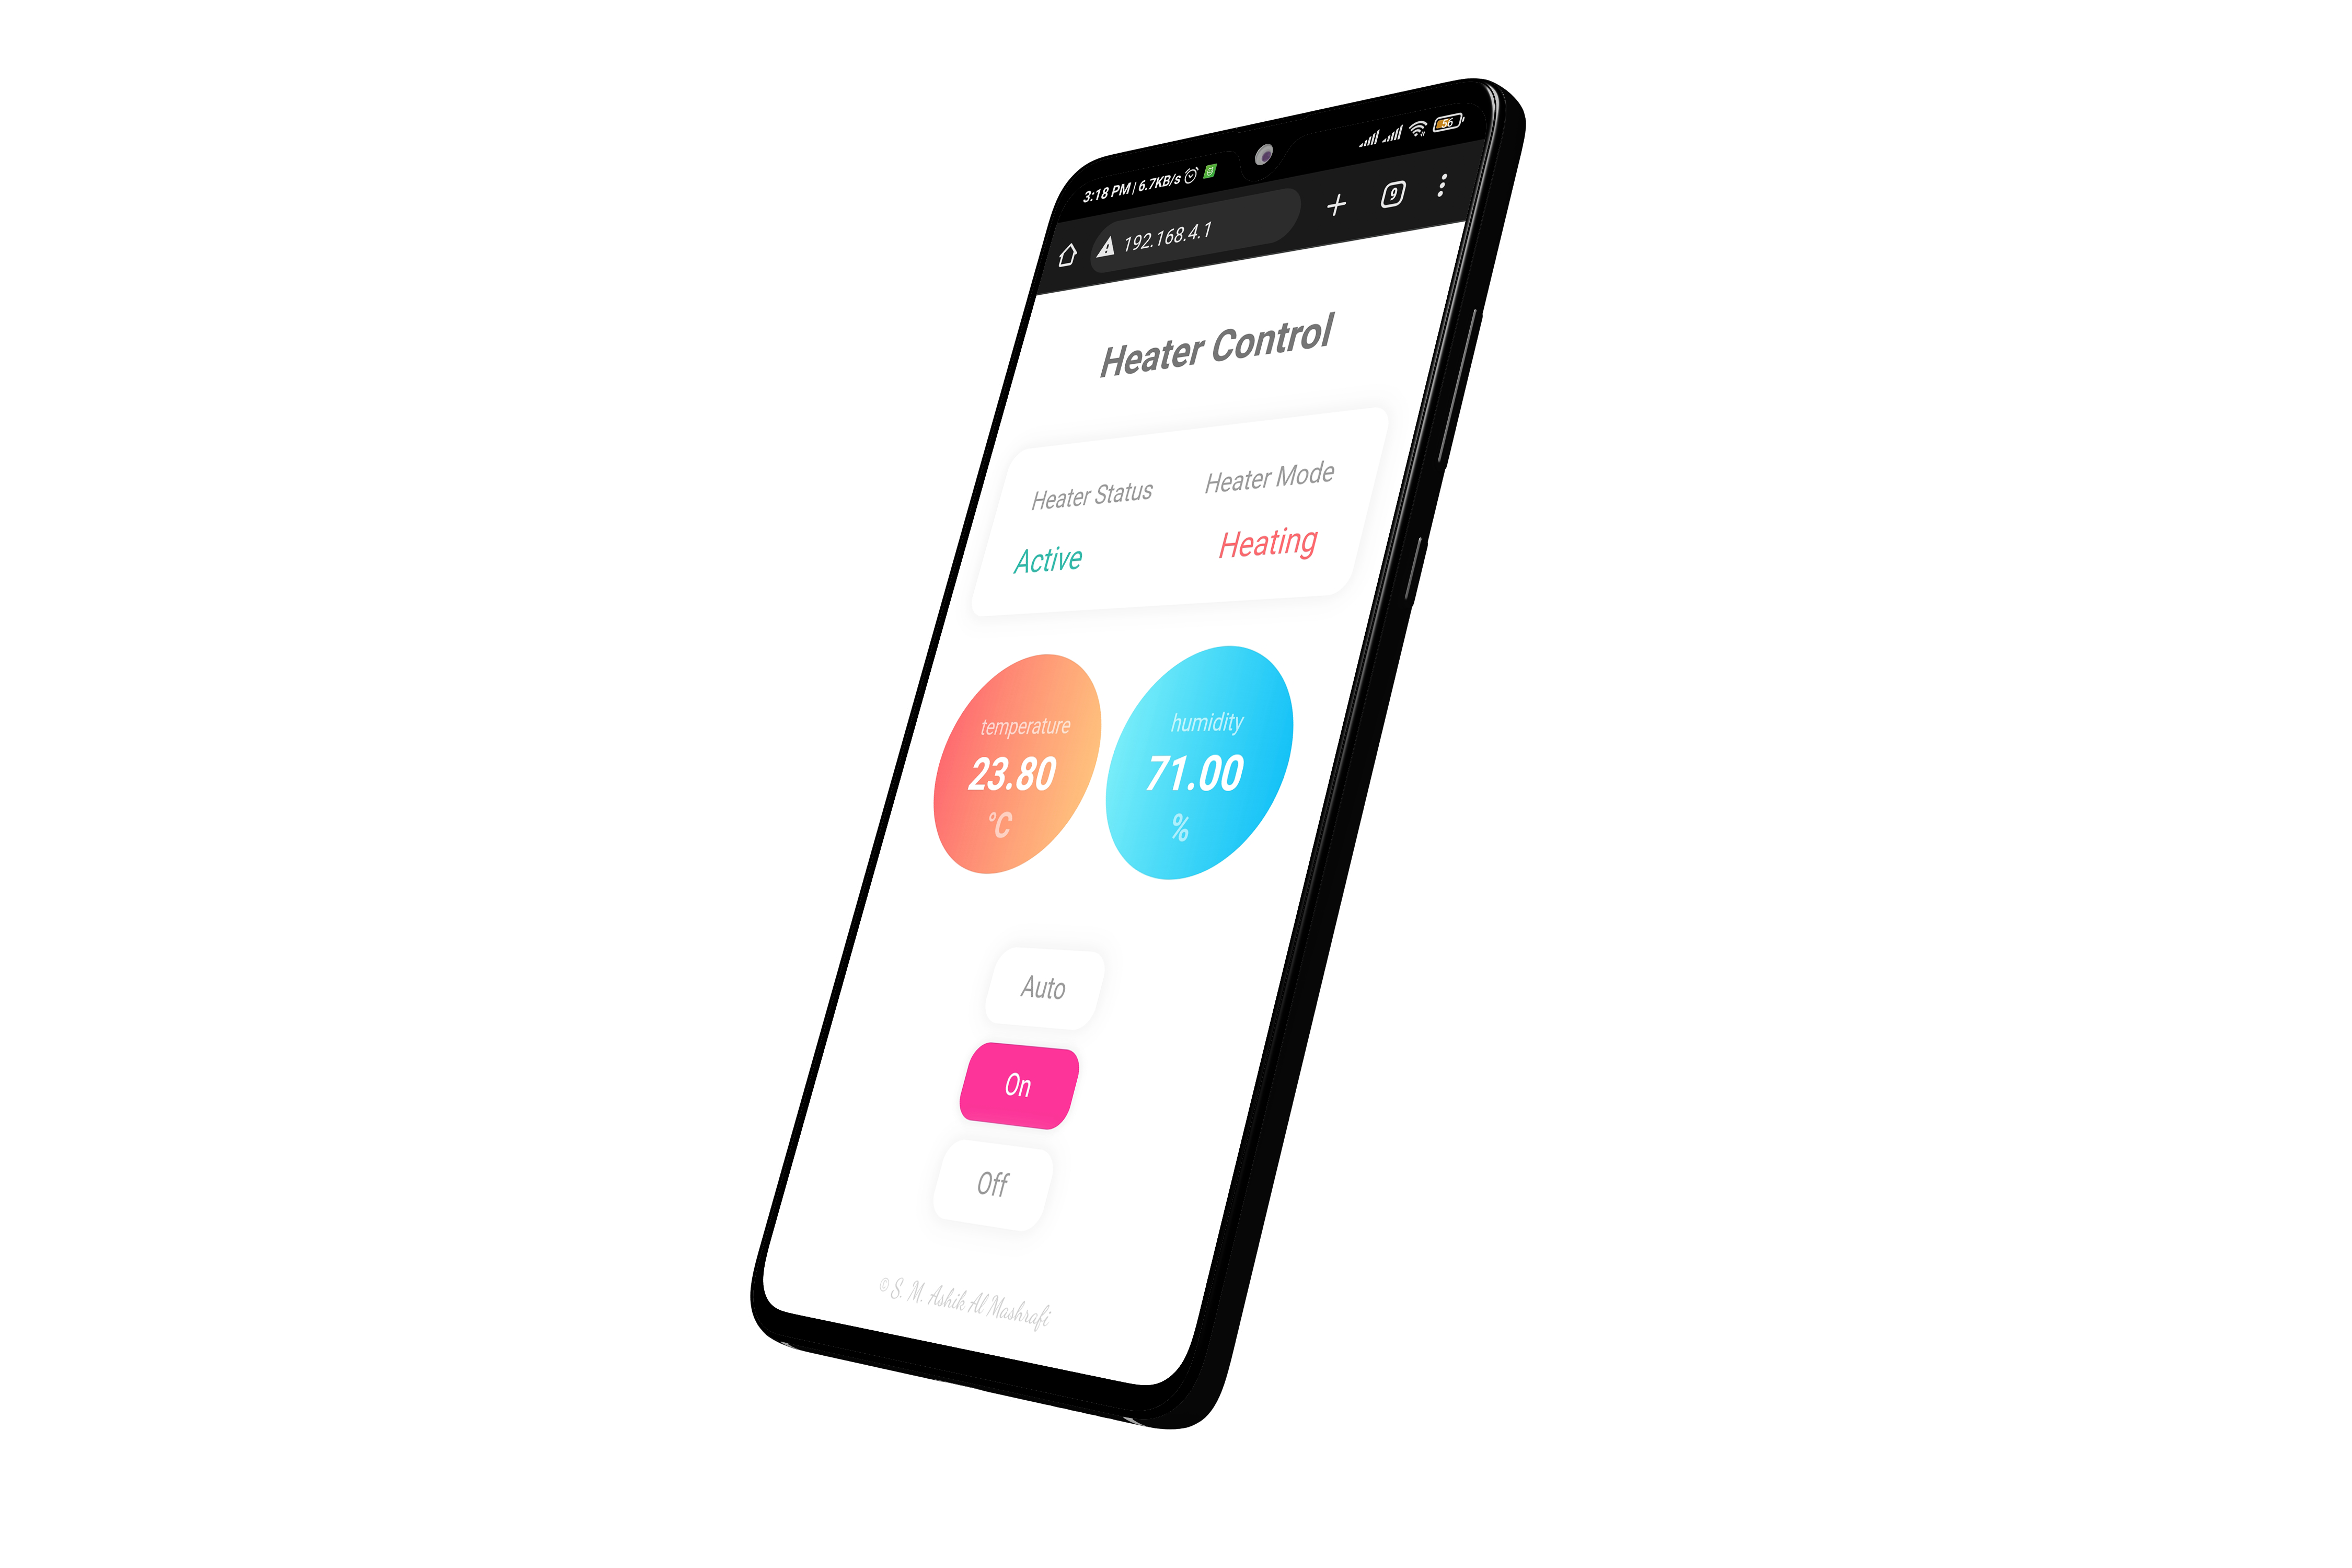 3:18 PM | 6.7KB/s 56
192.168.4.1 9
Heater Control
Heater Status Heater Mode
Active Heating
temperature humidity
23.80 71.00
°C %
Auto
On
Off
© S. M. Ashik Al Mashrafi